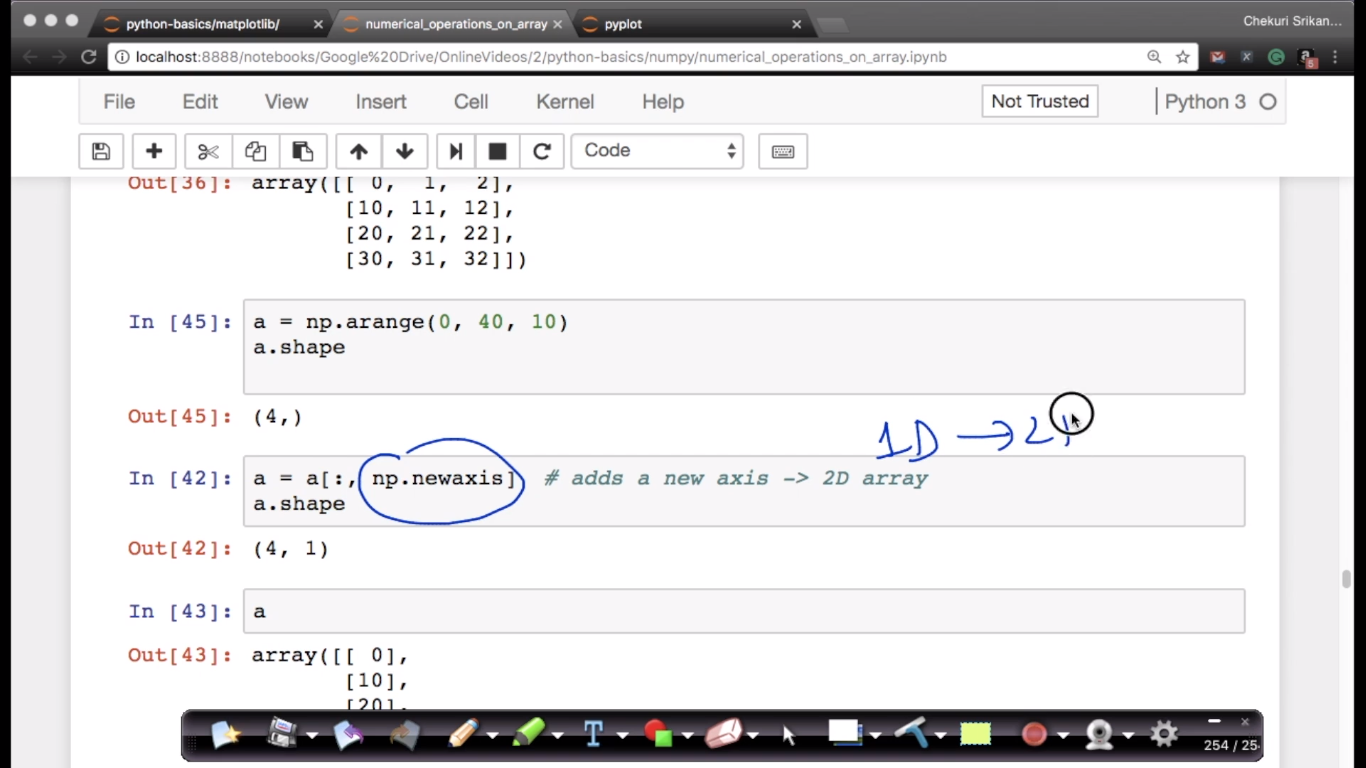 python-basics/matplotlib/
numerical_operations_on_array
pyplot
Chekuri Srikan...
localhost:8888/notebooks/Google%20Drive/OnlineVideos/2/python-basics/numpy/numerical_operations_on_array.ipynb
File Edit View Insert Cell Kernel Help Not Trusted Python 3
Code
Out[36]: array([[ 0, 1, 2],
[10, 11, 12],
[20, 21, 22],
[30, 31, 32]])
In [45]: a = np.arange(0, 40, 10)
a.shape
Out[45]: (4,)
1D → 2
In [42]: a = a[:, np.newaxis] # adds a new axis -> 2D array
a.shape
Out[42]: (4, 1)
In [43]: a
Out[43]: array([[ 0],
[10],
[20],
254 / 25